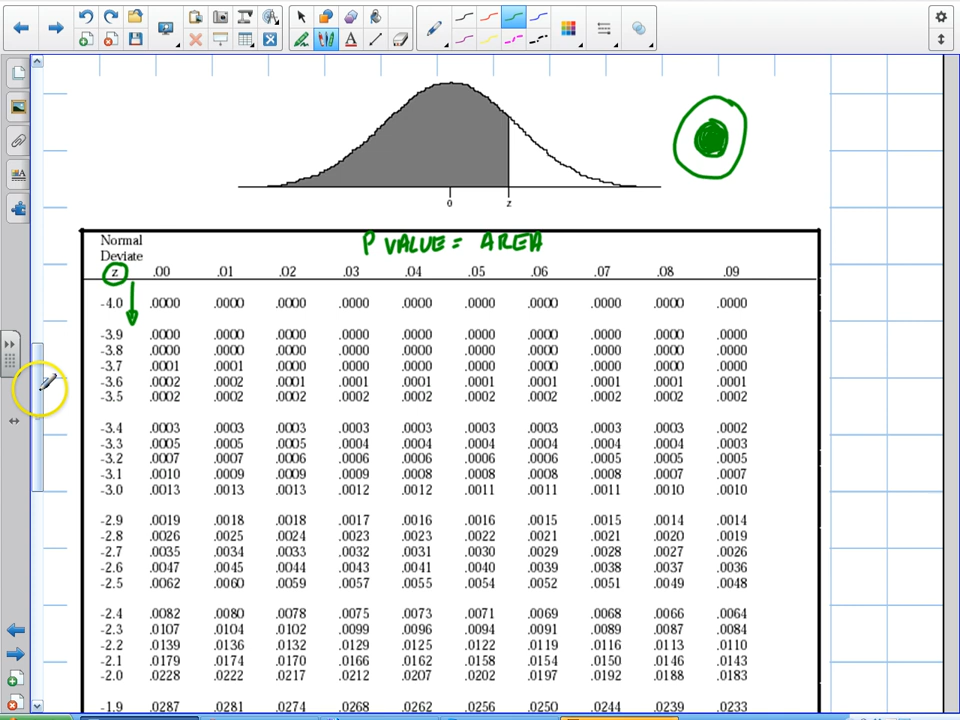 0 z
P VALUE = AREA
Normal
Deviate
z .00 .01 .02 .03 .04 .05 .06 .07 .08 .09
-4.0 .0000 .0000 .0000 .0000 .0000 .0000 .0000 .0000 .0000 .0000
-3.9 .0000 .0000 .0000 .0000 .0000 .0000 .0000 .0000 .0000 .0000
-3.8 .0000 .0000 .0000 .0000 .0000 .0000 .0000 .0000 .0000 .0000
-3.7 .0001 .0001 .0000 .0000 .0000 .0000 .0000 .0000 .0000 .0000
-3.6 .0002 .0002 .0001 .0001 .0001 .0001 .0001 .0001 .0001 .0001
-3.5 .0002 .0002 .0002 .0002 .0002 .0002 .0002 .0002 .0002 .0002
-3.4 .0003 .0003 .0003 .0003 .0003 .0003 .0003 .0003 .0003 .0002
-3.3 .0005 .0005 .0005 .0004 .0004 .0004 .0004 .0004 .0004 .0003
-3.2 .0007 .0007 .0006 .0006 .0006 .0006 .0006 .0005 .0005 .0005
-3.1 .0010 .0009 .0009 .0009 .0008 .0008 .0008 .0008 .0007 .0007
-3.0 .0013 .0013 .0013 .0012 .0012 .0011 .0011 .0011 .0010 .0010
-2.9 .0019 .0018 .0018 .0017 .0016 .0016 .0015 .0015 .0014 .0014
-2.8 .0026 .0025 .0024 .0023 .0023 .0022 .0021 .0021 .0020 .0019
-2.7 .0035 .0034 .0033 .0032 .0031 .0030 .0029 .0028 .0027 .0026
-2.6 .0047 .0045 .0044 .0043 .0041 .0040 .0039 .0038 .0037 .0036
-2.5 .0062 .0060 .0059 .0057 .0055 .0054 .0052 .0051 .0049 .0048
-2.4 .0082 .0080 .0078 .0075 .0073 .0071 .0069 .0068 .0066 .0064
-2.3 .0107 .0104 .0102 .0099 .0096 .0094 .0091 .0089 .0087 .0084
-2.2 .0139 .0136 .0132 .0129 .0125 .0122 .0119 .0116 .0113 .0110
-2.1 .0179 .0174 .0170 .0166 .0162 .0158 .0154 .0150 .0146 .0143
-2.0 .0228 .0222 .0217 .0212 .0207 .0202 .0197 .0192 .0188 .0183
-1.9 .0287 .0281 .0274 .0268 .0262 .0256 .0250 .0244 .0239 .0233